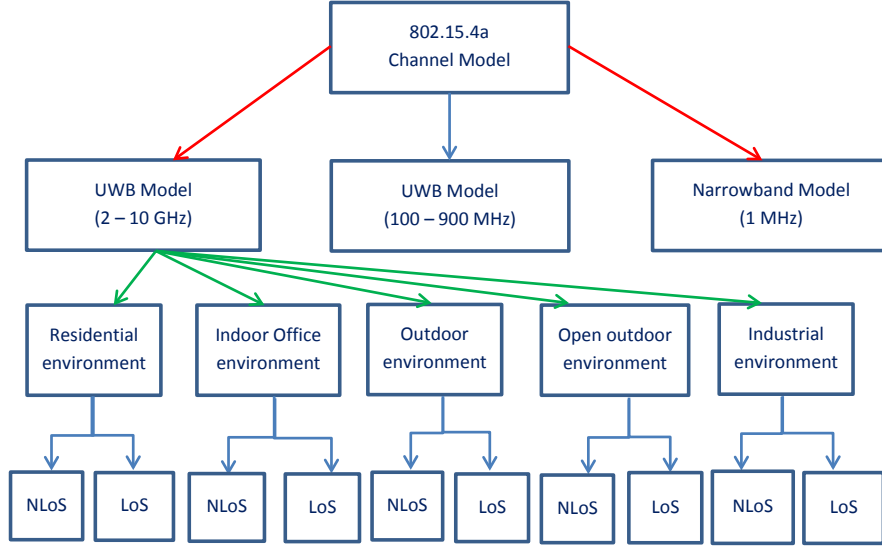 802.15.4a
Channel Model
UWB Model
(2 – 10 GHz)
UWB Model
(100 – 900 MHz)
Narrowband Model
(1 MHz)
Residential
environment
Indoor Office
environment
Outdoor
environment
Open outdoor
environment
Industrial
environment
NLoS
LoS
NLoS
LoS
NLoS
LoS
NLoS
LoS
NLoS
LoS